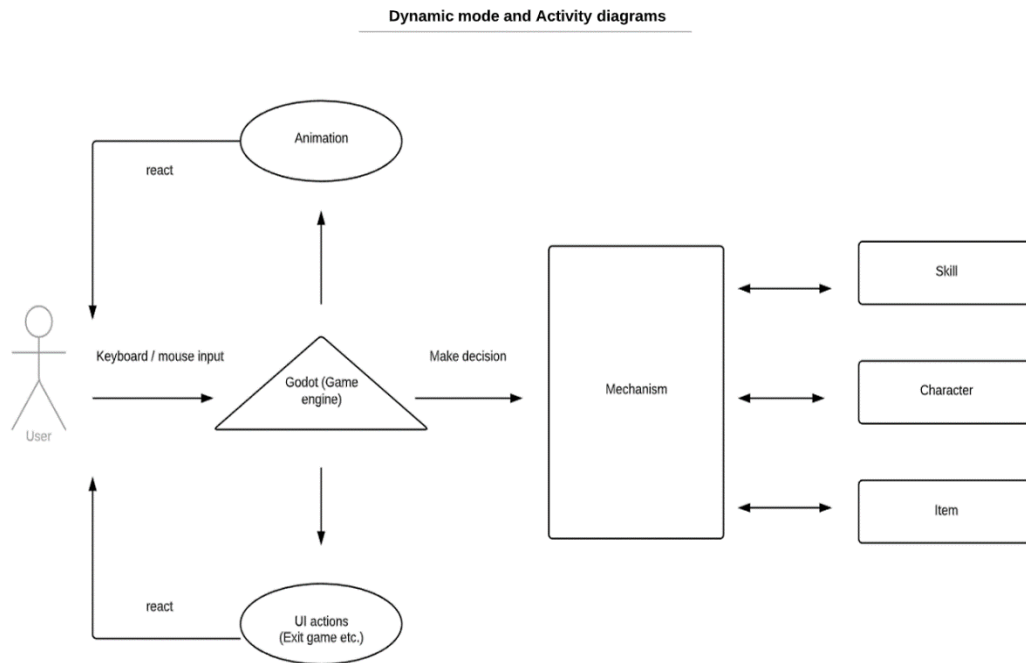 Dynamic mode and Activity diagrams
Animation
react
Skill
Keyboard / mouse input
Make decision
Godot (Game
engine)
Mechanism
Character
User
Item
react
UI actions
(Exit game etc.)